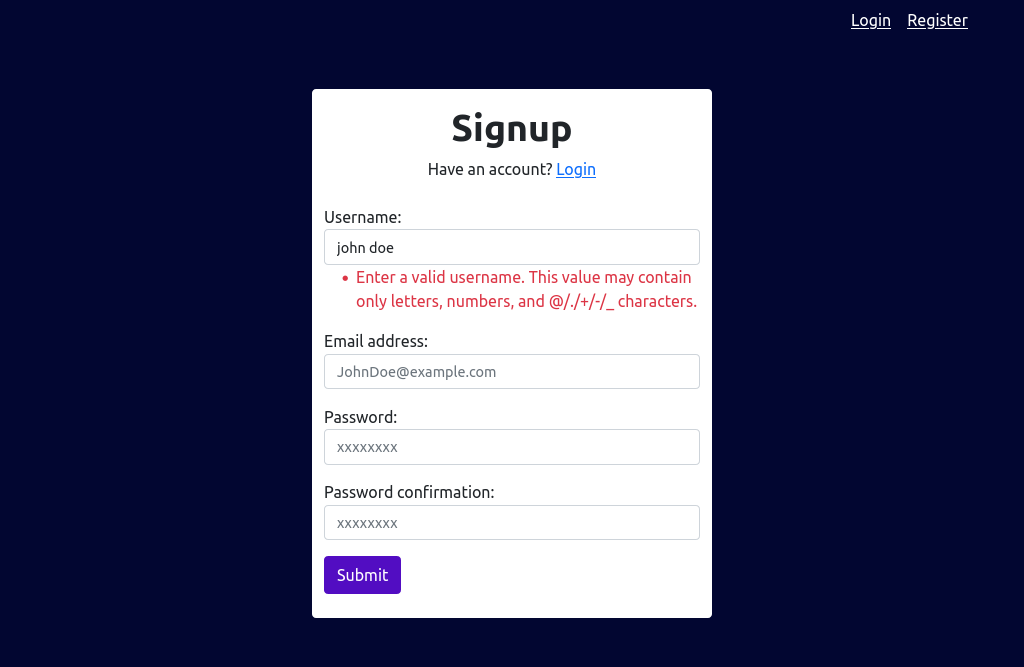 Login Register
Signup
Have an account? Login
Username:
john doe
• Enter a valid username. This value may contain
only letters, numbers, and @/./+/-/_ characters.
Email address:
JohnDoe@example.com
Password:
xxxxxxxx
Password confirmation:
xxxxxxxx
Submit